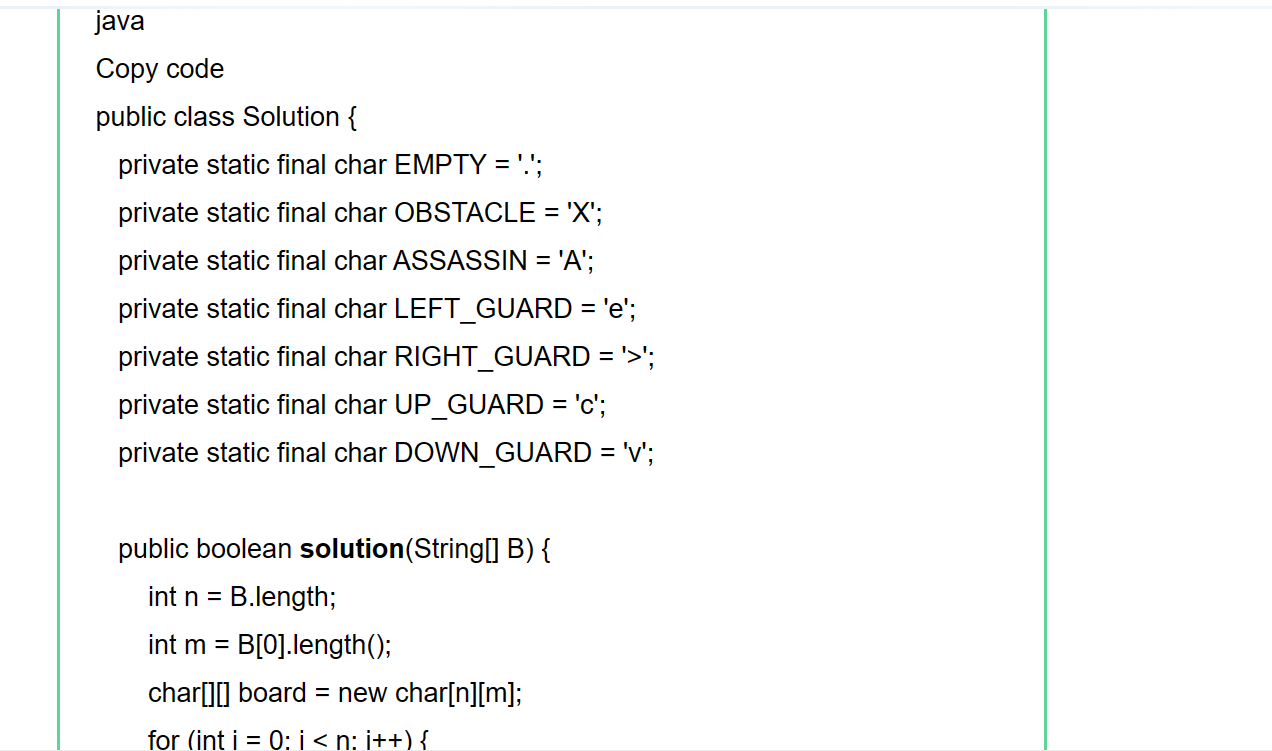 java
Copy code
public class Solution {
private static final char EMPTY = '.';
private static final char OBSTACLE = 'X';
private static final char ASSASSIN = 'A';
private static final char LEFT_GUARD = 'e';
private static final char RIGHT_GUARD = '>';
private static final char UP_GUARD = 'c';
private static final char DOWN_GUARD = 'v';
public boolean solution(String[] B) {
int n = B.length;
int m = B[0].length();
char[][] board = new char[n][m];
for (int i = 0; i < n; i++) {